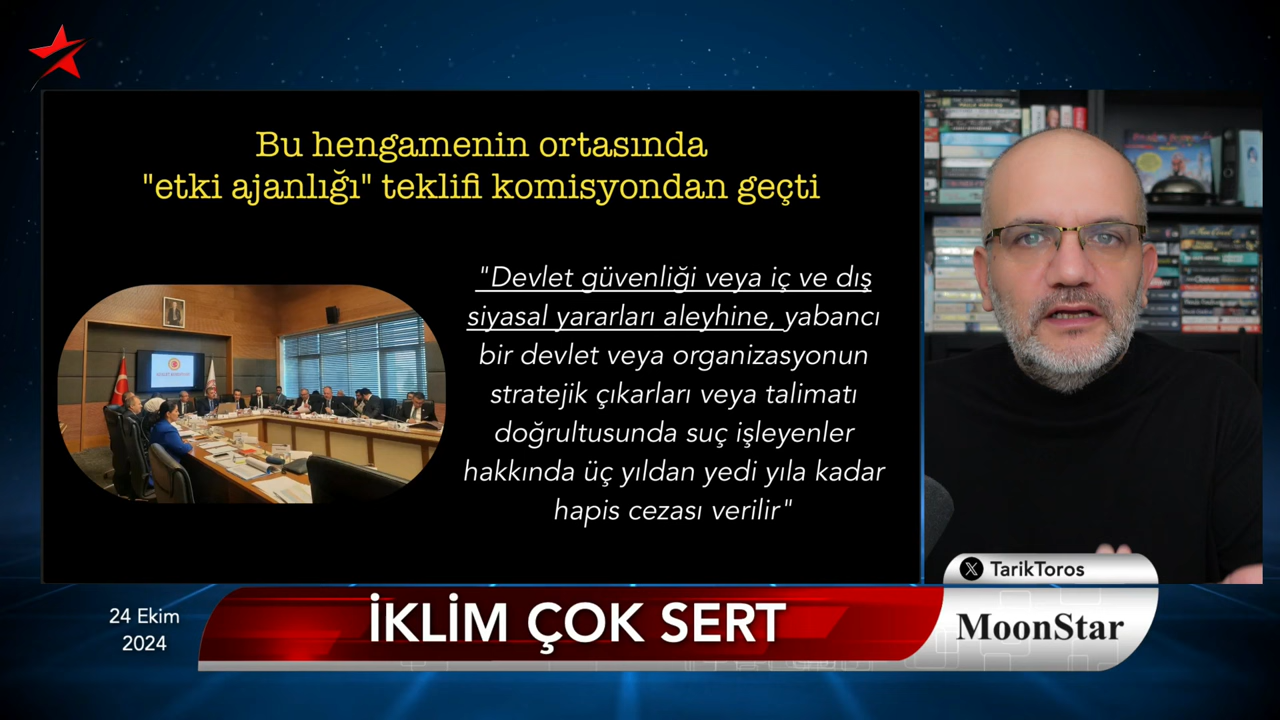 Bu hengamenin ortasında
"etki ajanlığı" teklifi komisyondan geçti
"Devlet güvenliği veya iç ve dış
siyasal yararları aleyhine, yabancı
bir devlet veya organizasyonun
stratejik çıkarları veya talimatı
doğrultusunda suç işleyenler
hakkında üç yıldan yedi yıla kadar
hapis cezası verilir"
X TarikToros
24 Ekim
2024
İKLİM ÇOK SERT
MoonStar